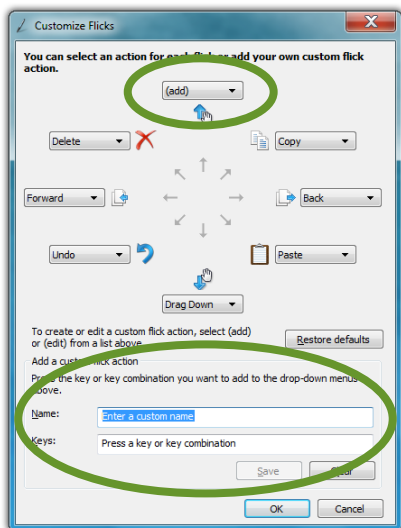 Customize Flicks
You can select an action for each flick or add your own custom flick
action.
(add)
Delete
Copy
Forward
Back
Undo
Paste
Drag Down
To create or edit a custom flick action, select (add)
or (edit) from a list above.
Restore defaults
Add a custom flick action
Press the key or key combination you want to add to the drop-down menus
above.
Name:
Enter a custom name
Keys:
Press a key or key combination
Save
Clear
OK
Cancel